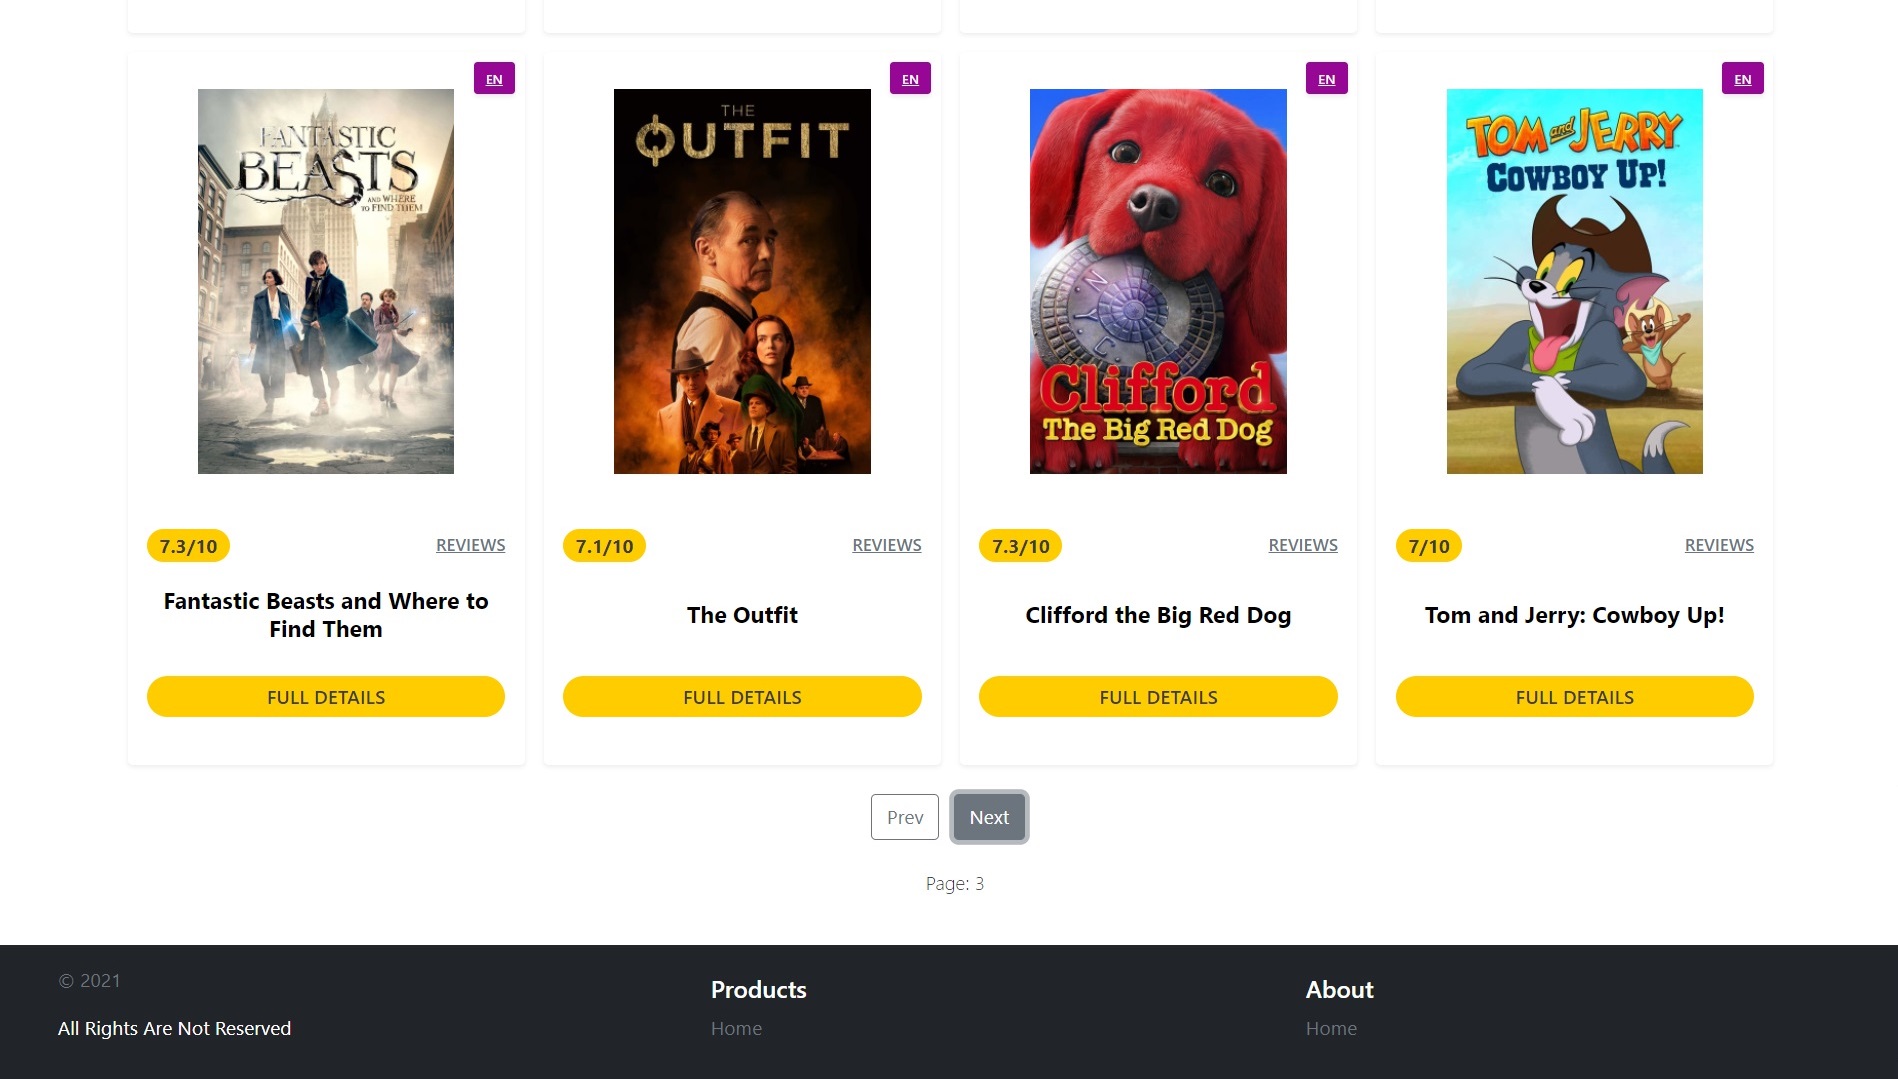 EN
EN
EN
EN
FANTASTIC
BEASTS
AND WHERE
TO FIND THEM
THE
OUTFIT
N
Y
C
Clifford
The Big Red Dog
TOM and JERRY
COWBOY UP!
7.3/10
REVIEWS
7.1/10
REVIEWS
7.3/10
REVIEWS
7/10
REVIEWS
Fantastic Beasts and Where to
Find Them
The Outfit
Clifford the Big Red Dog
Tom and Jerry: Cowboy Up!
FULL DETAILS
FULL DETAILS
FULL DETAILS
FULL DETAILS
Prev
Next
Page: 3
© 2021
All Rights Are Not Reserved
Products
Home
About
Home